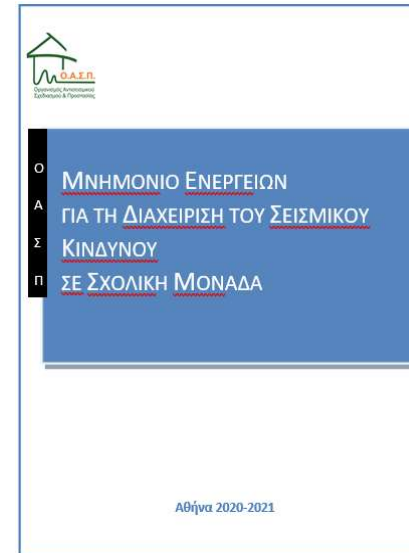 Ο.Α.Σ.Π.
Οργανισμός Αντισεισμικού
Σχεδιασμού & Προστασίας
Ο
Α
Σ
Π
ΜΝΗΜΟΝΙΟ ΕΝΕΡΓΕΙΩΝ
ΓΙΑ ΤΗ ΔΙΑΧΕΙΡΙΣΗ ΤΟΥ ΣΕΙΣΜΙΚΟΥ
ΚΙΝΔΥΝΟΥ
ΣΕ ΣΧΟΛΙΚΗ ΜΟΝΑΔΑ
Αθήνα 2020-2021